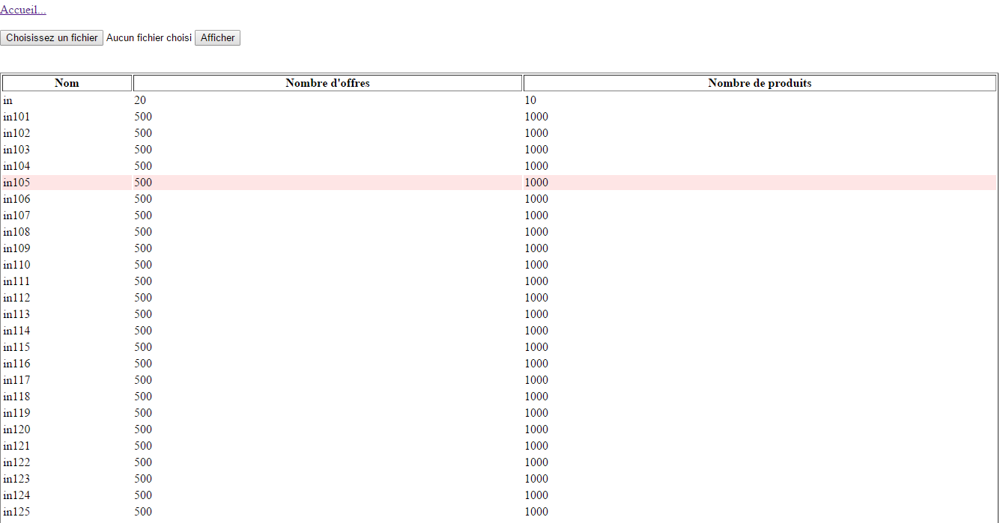 Accueil...
Choisissez un fichier Aucun fichier choisi Afficher
Nom Nombre d'offres Nombre de produits
in 20 10
in101 500 1000
in102 500 1000
in103 500 1000
in104 500 1000
in105 500 1000
in106 500 1000
in107 500 1000
in108 500 1000
in109 500 1000
in110 500 1000
in111 500 1000
in112 500 1000
in113 500 1000
in114 500 1000
in115 500 1000
in116 500 1000
in117 500 1000
in118 500 1000
in119 500 1000
in120 500 1000
in121 500 1000
in122 500 1000
in123 500 1000
in124 500 1000
in125 500 1000